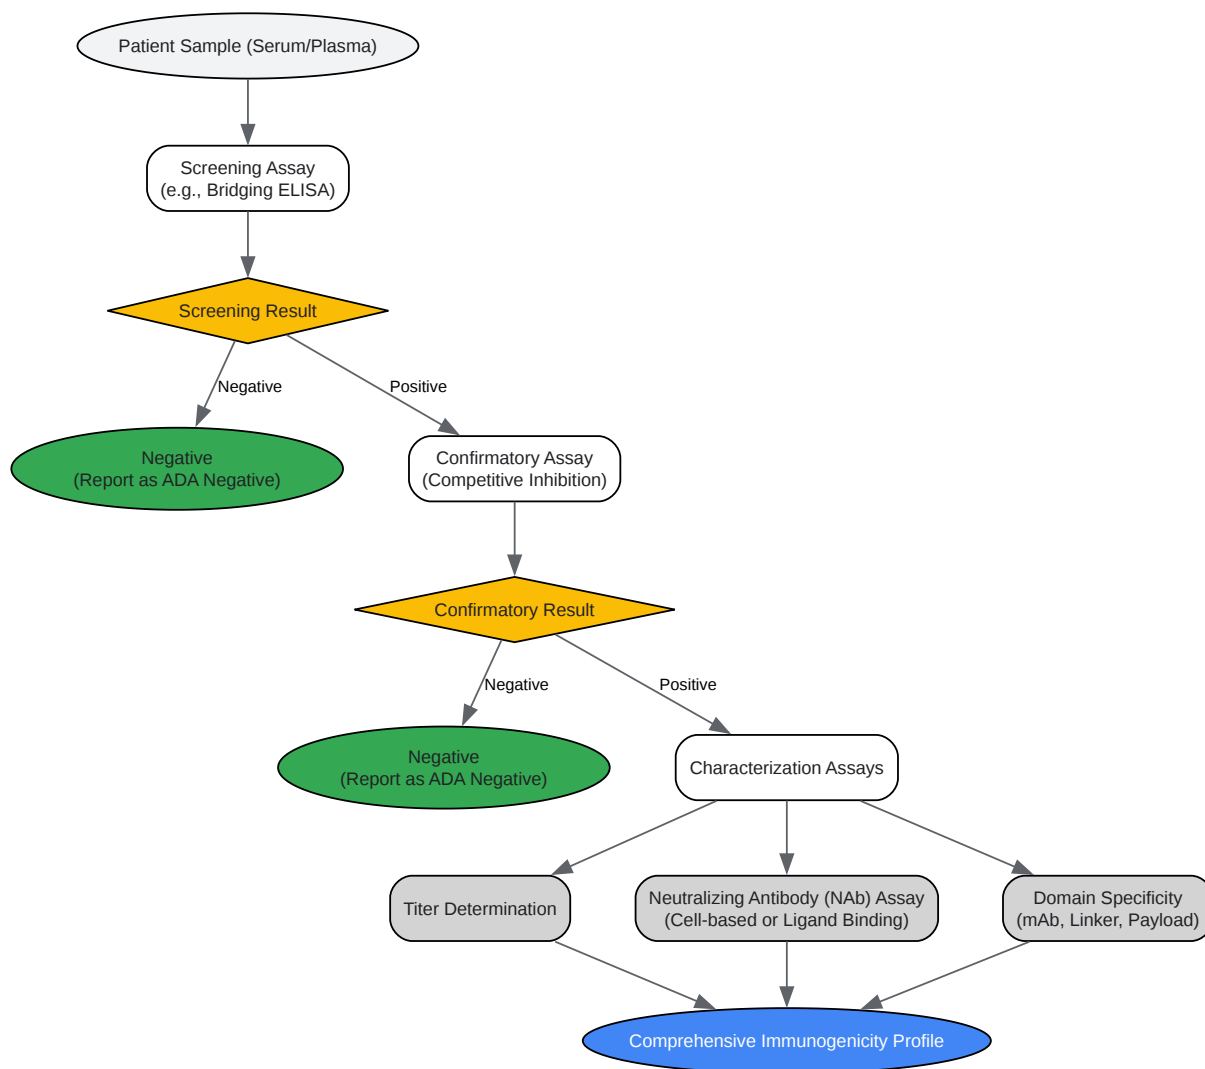 Patient Sample (Serum/Plasma)
Screening Assay
(e.g., Bridging ELISA)
Screening Result
Negative
Positive
Negative
(Report as ADA Negative)
Confirmatory Assay
(Competitive Inhibition)
Confirmatory Result
Negative
Positive
Negative
(Report as ADA Negative)
Characterization Assays
Titer Determination
Neutralizing Antibody (NAb) Assay
(Cell-based or Ligand Binding)
Domain Specificity
(mAb, Linker, Payload)
Comprehensive Immunogenicity Profile